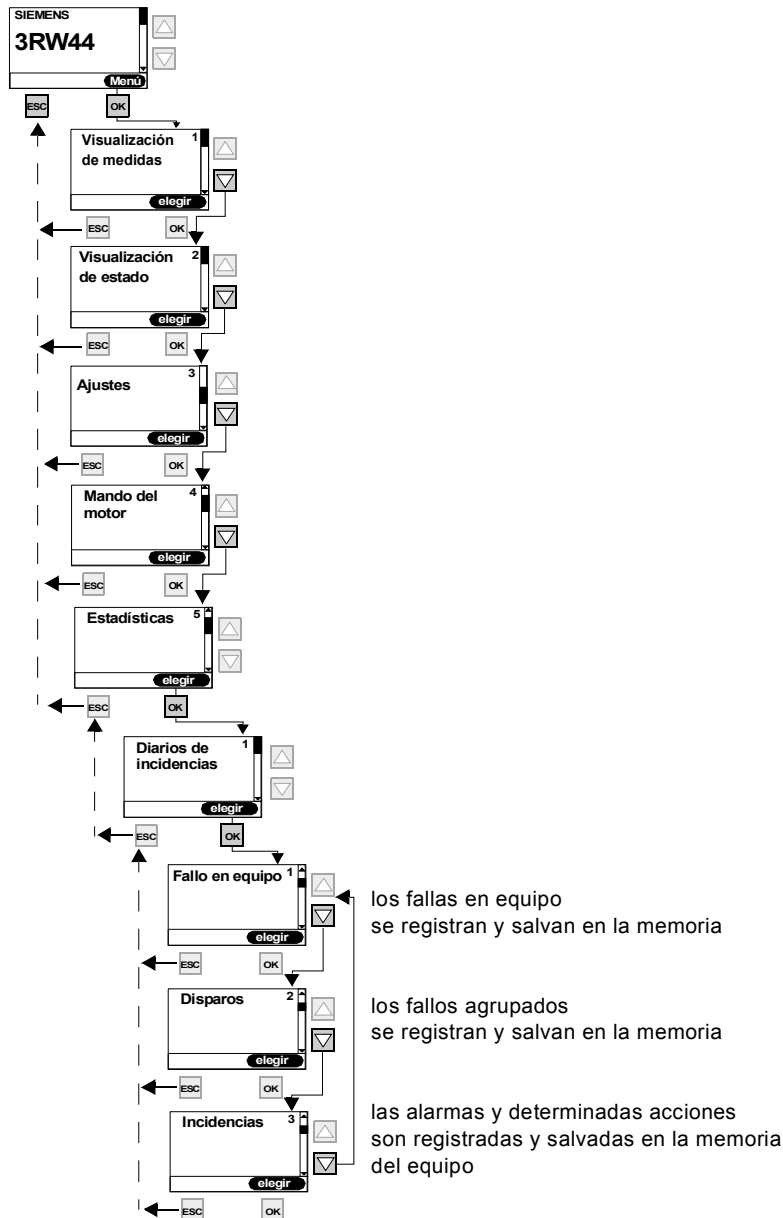 SIEMENS
3RW44
Menú
ESC
OK
Visualización
de medidas
1
elegir
ESC
OK
Visualización
de estado
2
elegir
ESC
OK
Ajustes
3
elegir
ESC
OK
Mando del
motor
4
elegir
ESC
OK
Estadísticas
5
elegir
ESC
OK
Diarios de
incidencias
1
elegir
ESC
OK
Fallo en equipo 1
elegir
ESC
OK
los fallas en equipo
se registran y salvan en la memoria
Disparos
2
elegir
ESC
OK
los fallos agrupados
se registran y salvan en la memoria
Incidencias
3
elegir
ESC
OK
las alarmas y determinadas acciones
son registradas y salvadas en la memoria
del equipo